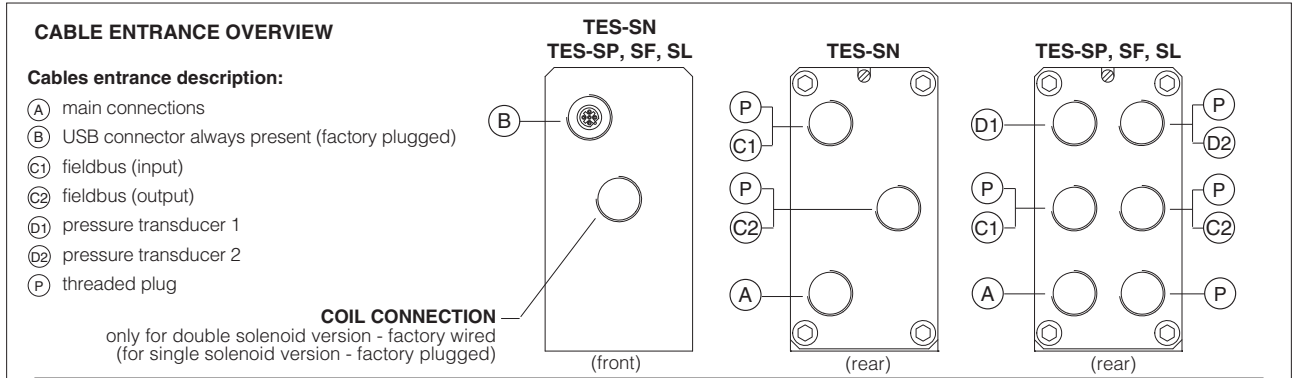 CABLE ENTRANCE OVERVIEW
Cables entrance description:
A main connections
B USB connector always present (factory plugged)
C1 fieldbus (input)
C2 fieldbus (output)
D1 pressure transducer 1
D2 pressure transducer 2
P threaded plug
COIL CONNECTION
only for double solenoid version - factory wired
(for single solenoid version - factory plugged)
TES-SN
TES-SP, SF, SL
B
(front)
TES-SN
P
C1
P
C2
A
(rear)
TES-SP, SF, SL
D1
P
D2
P
C1
P
C2
A
P
(rear)